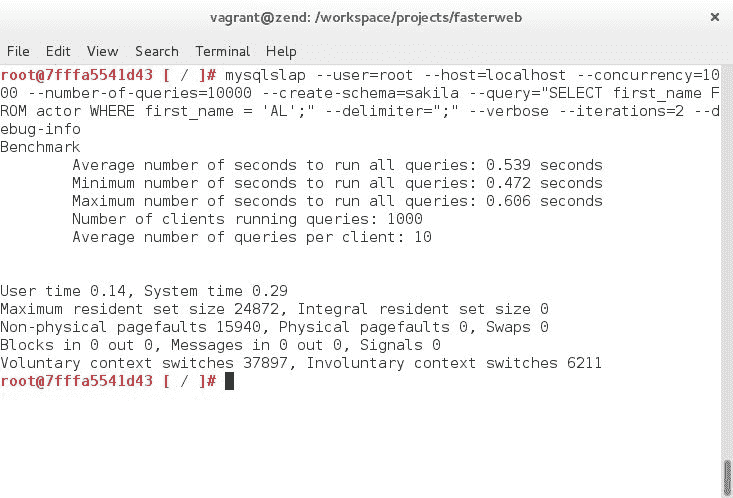 vagrant@zend: /workspace/projects/fasterweb ×
File Edit View Search Terminal Help
root@7fffa5541d43 [ / ]# mysqlslap --user=root --host=localhost --concurrency=10
00 --number-of-queries=10000 --create-schema=sakila --query="SELECT first_name F
ROM actor WHERE first_name = 'AL';" --delimiter=";" --verbose --iterations=2 --d
ebug-info
Benchmark
        Average number of seconds to run all queries: 0.539 seconds
        Minimum number of seconds to run all queries: 0.472 seconds
        Maximum number of seconds to run all queries: 0.606 seconds
        Number of clients running queries: 1000
        Average number of queries per client: 10
User time 0.14, System time 0.29
Maximum resident set size 24872, Integral resident set size 0
Non-physical pagefaults 15940, Physical pagefaults 0, Swaps 0
Blocks in 0 out 0, Messages in 0 out 0, Signals 0
Voluntary context switches 37897, Involuntary context switches 6211
root@7fffa5541d43 [ / ]#